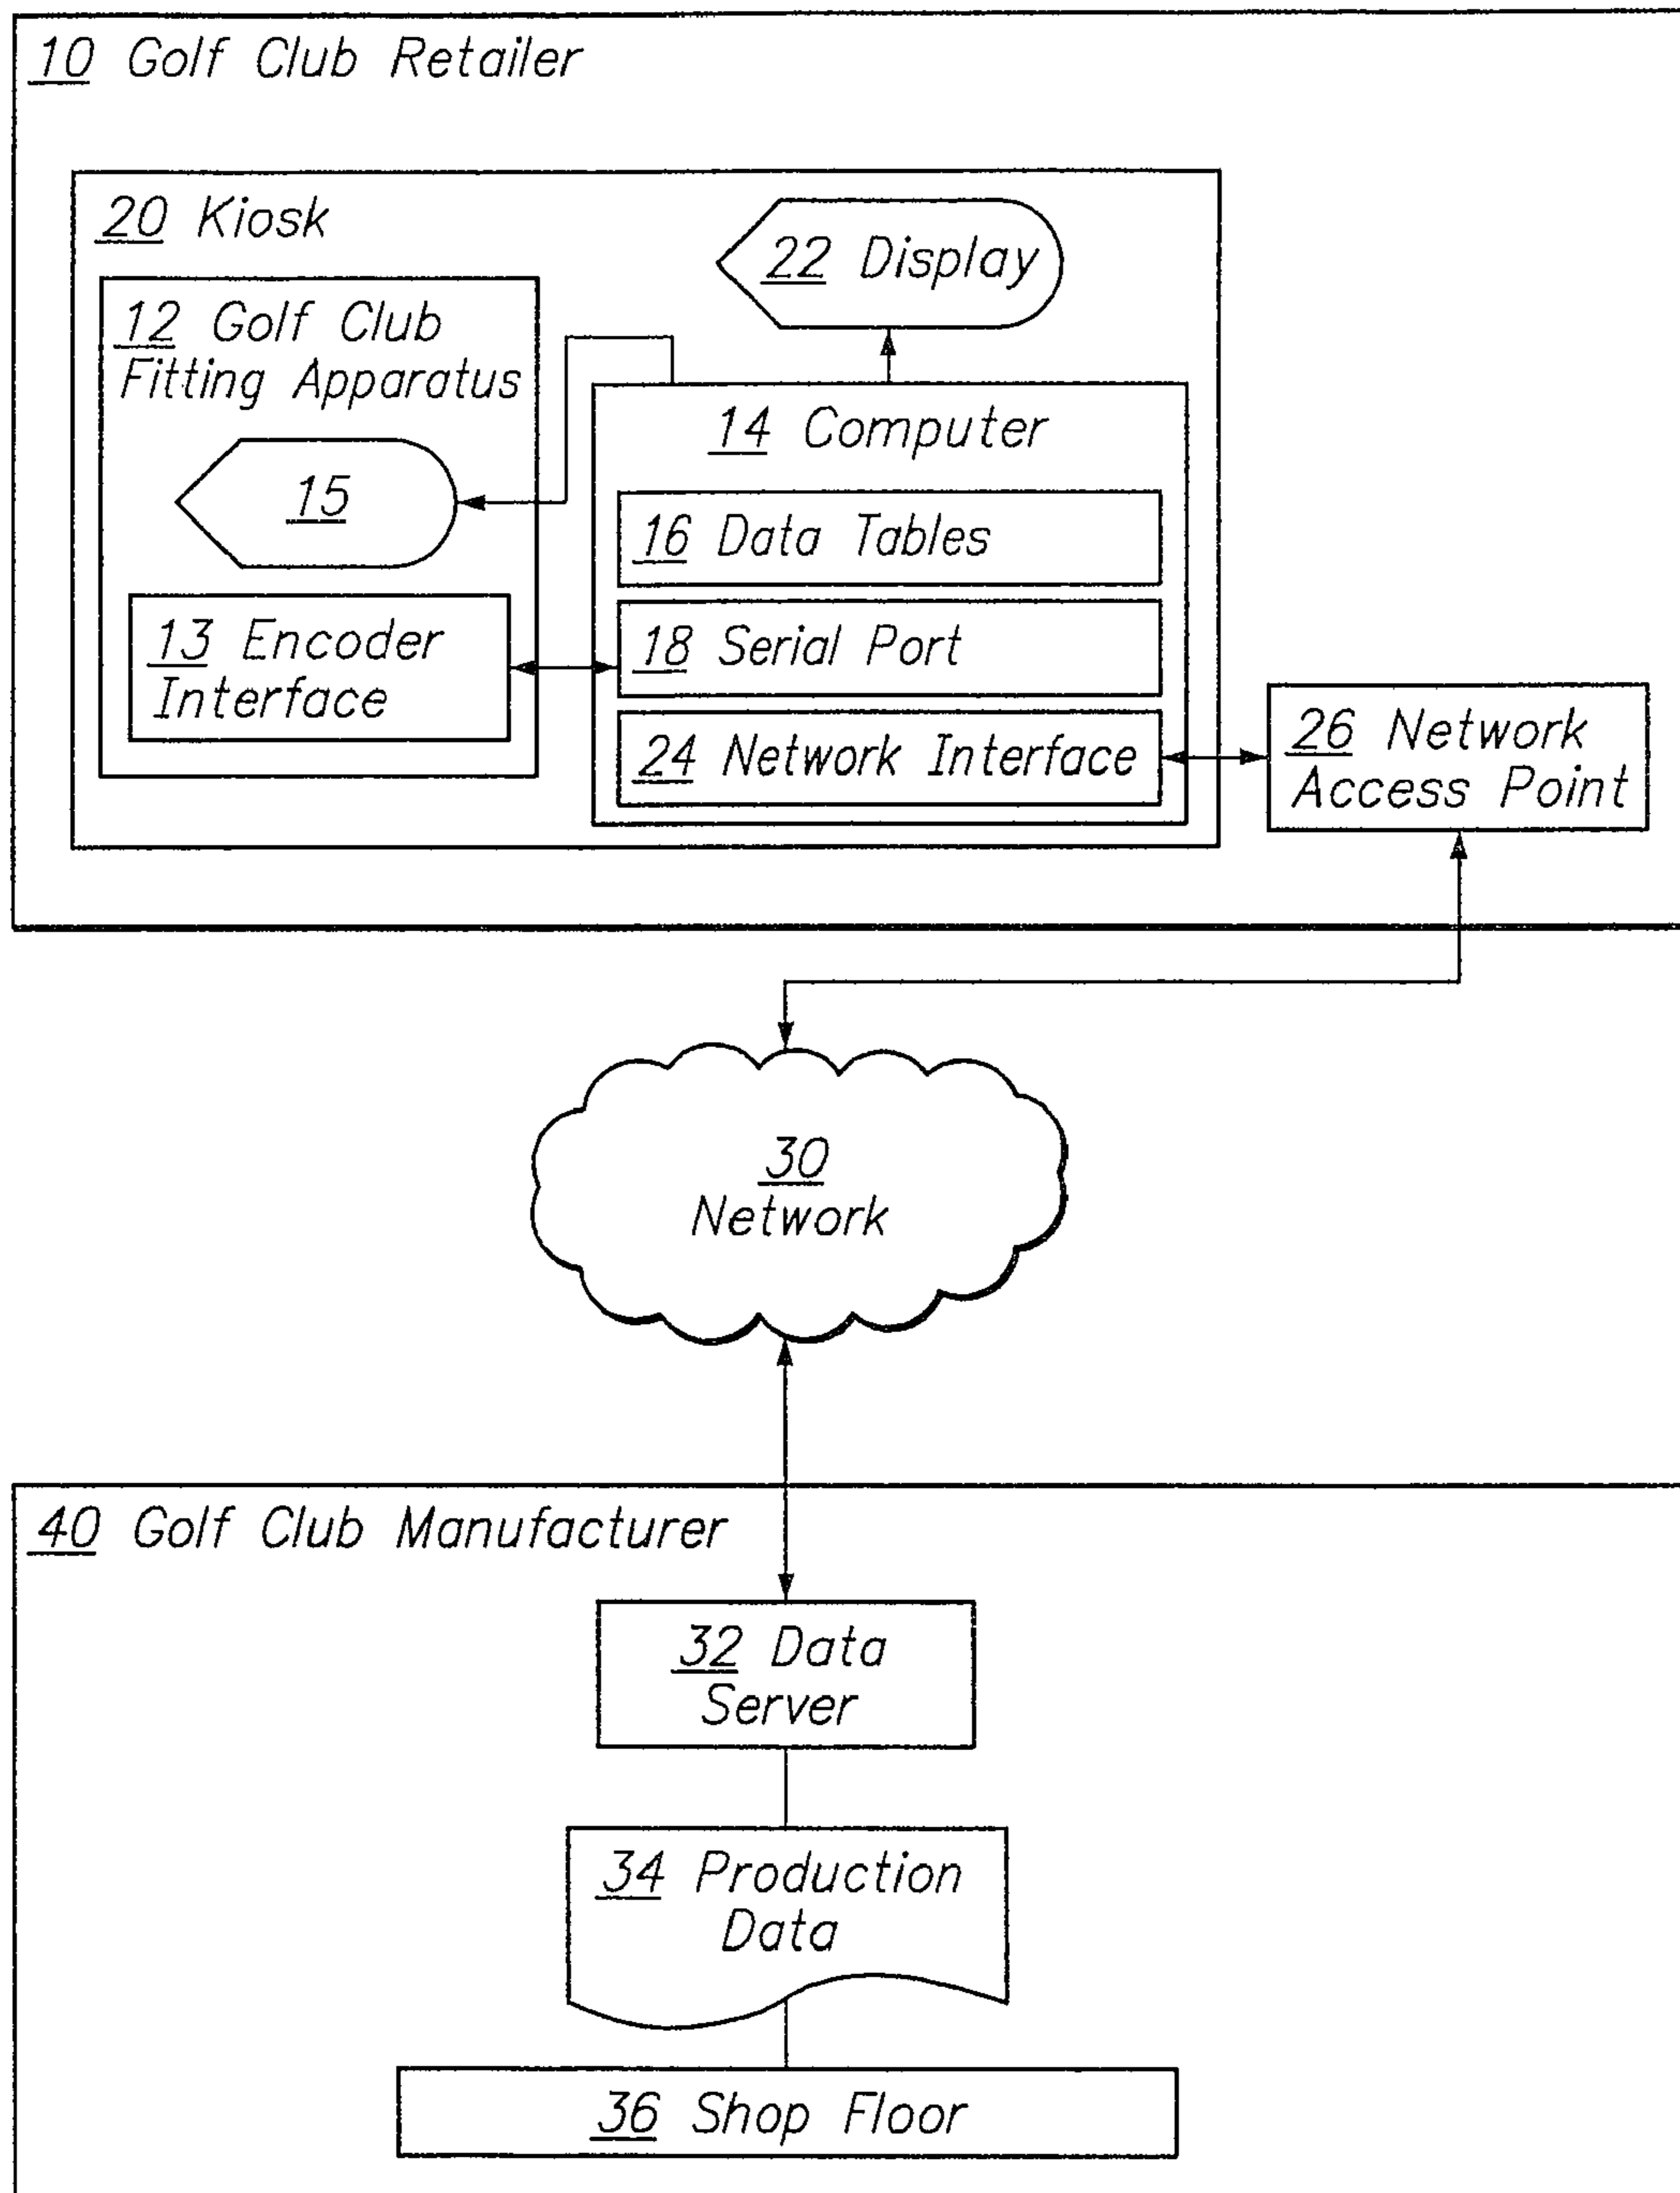 10 Golf Club Retailer
20 Kiosk
22 Display
12 Golf Club
Fitting Apparatus
14 Computer
15
16 Data Tables
13 Encoder
Interface
18 Serial Port
24 Network Interface
26 Network
Access Point
30
Network
40 Golf Club Manufacturer
32 Data
Server
34 Production
Data
36 Shop Floor